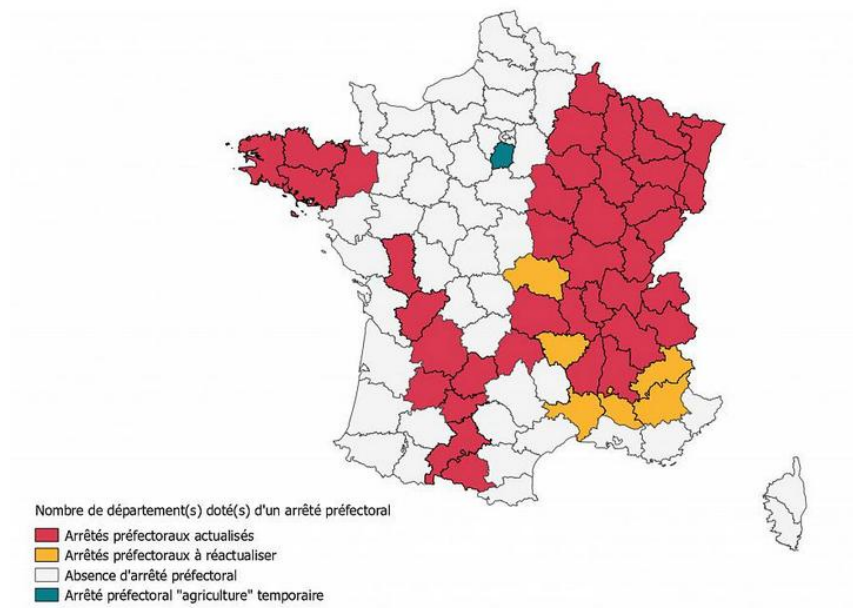 Nombre de département(s) doté(s) d'un arrêté préfectoral
Arrêtés préfectoraux actualisés
Arrêtés préfectoraux à réactualiser
Absence d'arrêté préfectoral
Arrêté préfectoral "agriculture" temporaire